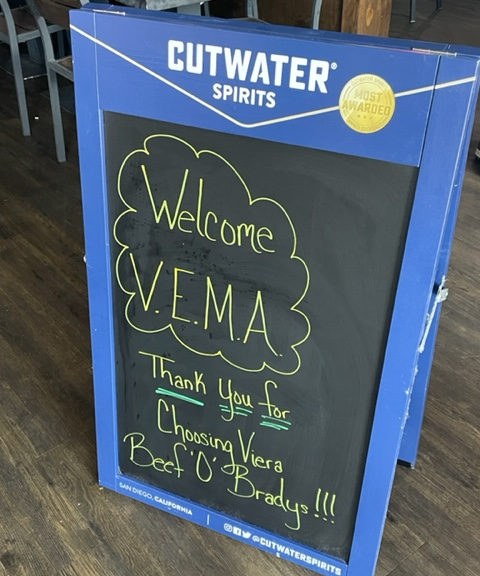 CUTWATER®
SPIRITS
MOST
AWARDED
Welcome
V.E.M.A.
Thank You for
Choosing Viera
Beef 'O' Bradys!!!
SAN DIEGO, CALIFORNIA
@CUTWATERSPIRITS